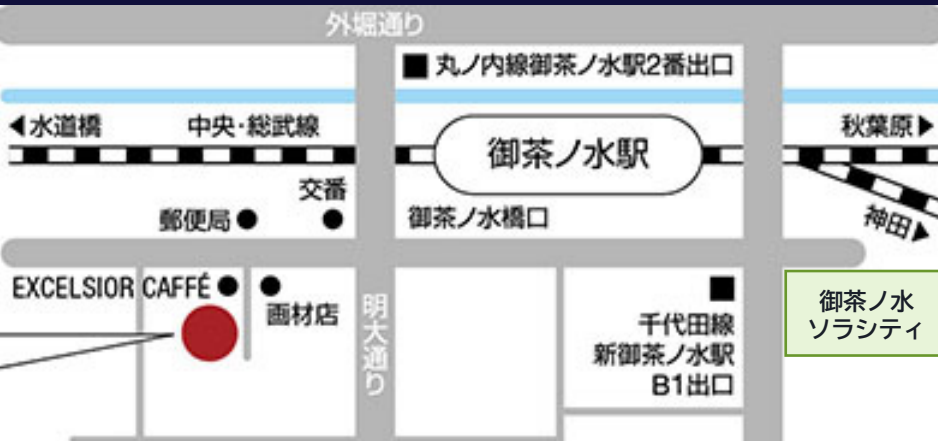 外堀通り
丸ノ内線御茶ノ水駅2番出口
水道橋
中央・総武線
秋葉原
御茶ノ水駅
交番
郵便局
御茶ノ水橋口
神田
EXCELSIOR CAFFÉ
画材店
明大通り
千代田線
新御茶ノ水駅
B1出口
御茶ノ水
ソラシティ